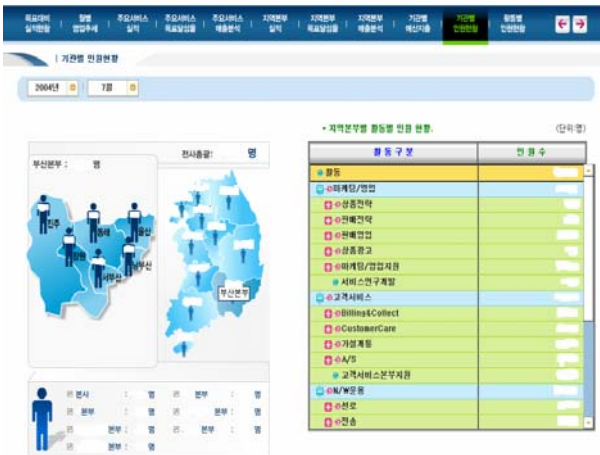 목표대비 실적현황 | 월별 영업추세 | 주요서비스 실적 | 주요서비스 목표달성률 | 주요서비스 매출분석 | 지역본부 실적 | 지역본부 목표달성률 | 지역본부 매출분석 | 기관별 예산지출 | 기관별 인원현황 | 활동별 인원현황
| 기관별 인원현황
2004년 7월
• 지역본부별 활동별 인원 현황. (단위:명)
부산본부 : 명
전사총괄: 명
진주
동래
울산
창원
서부산
남부산
부산본부
본사 : 명 본부 : 명
본부 : 명 본부 : 명
본부 : 명 본부 : 명
본부 : 명
활 동 구 분 인 원 수
활동
마케팅/영업
상품전략
판매전략
판매영업
상품광고
마케팅/영업지원
서비스연구개발
고객서비스
Billing&Collect
CustomerCare
가설계통
A/S
고객서비스본부지원
N/W운용
선로
전송